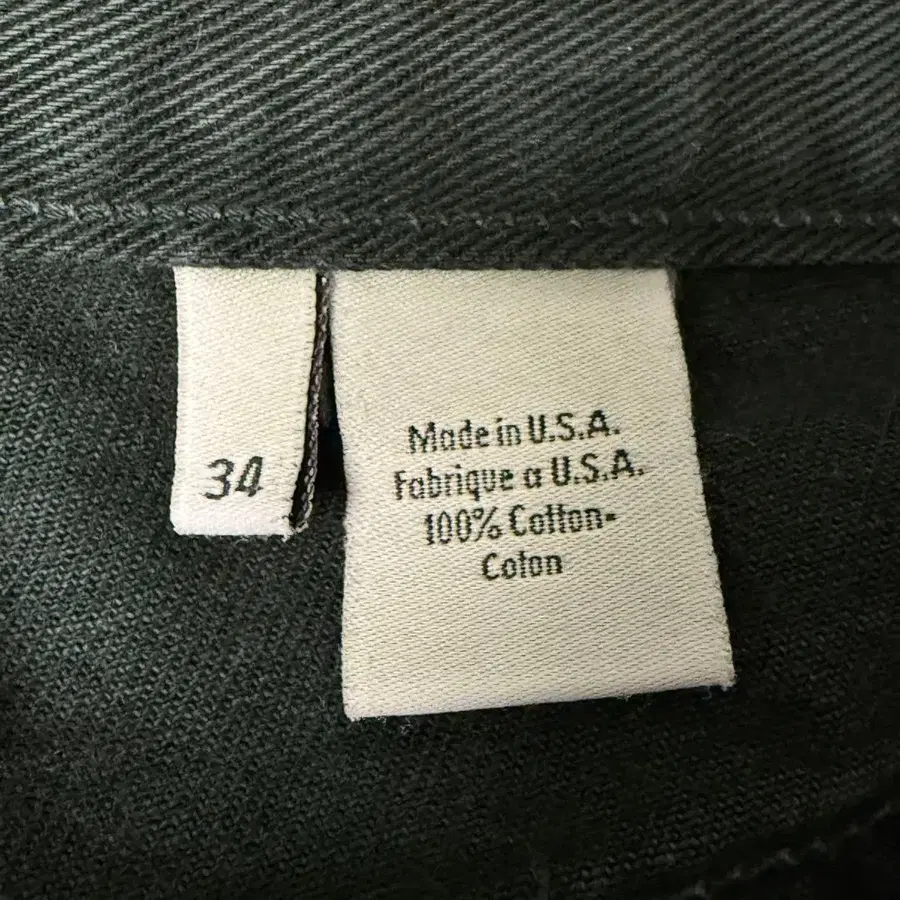 34
Made in U.S.A.
Fabrique a U.S.A.
100% Cotton-
Coton